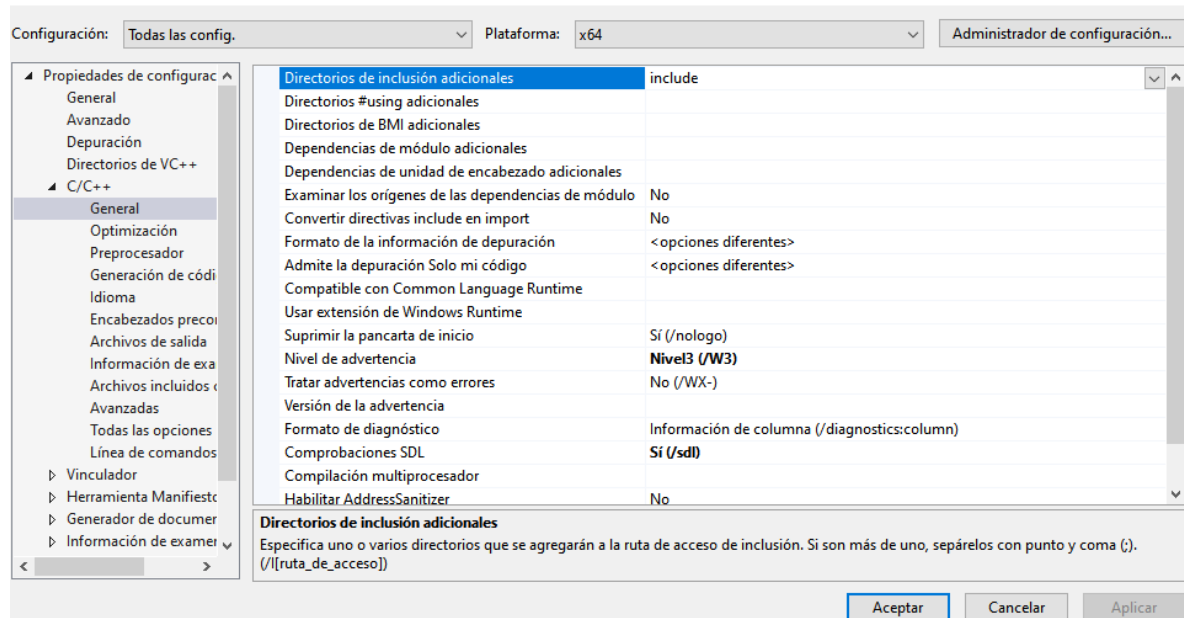 Configuración: Todas las config. Plataforma: x64 Administrador de configuración...
Propiedades de configurac
General
Avanzado
Depuración
Directorios de VC++
C/C++
General
Optimización
Preprocesador
Generación de códi
Idioma
Encabezados precor
Archivos de salida
Información de exa
Archivos incluidos
Avanzadas
Todas las opciones
Línea de comandos
Vinculador
Herramienta Manifiesto
Generador de documer
Información de examer
Directorios de inclusión adicionales include
Directorios #using adicionales
Directorios de BMI adicionales
Dependencias de módulo adicionales
Dependencias de unidad de encabezado adicionales
Examinar los orígenes de las dependencias de módulo No
Convertir directivas include en import No
Formato de la información de depuración <opciones diferentes>
Admite la depuración Solo mi código <opciones diferentes>
Compatible con Common Language Runtime
Usar extensión de Windows Runtime
Suprimir la pancarta de inicio Sí (/nologo)
Nivel de advertencia Nivel3 (/W3)
Tratar advertencias como errores No (/WX-)
Versión de la advertencia
Formato de diagnóstico Información de columna (/diagnostics:column)
Comprobaciones SDL Sí (/sdl)
Compilación multiprocesador
Habilitar AddressSanitizer No
Directorios de inclusión adicionales
Especifica uno o varios directorios que se agregarán a la ruta de acceso de inclusión. Si son más de uno, sepárelos con punto y coma (;).
(/I[ruta_de_acceso])
Aceptar Cancelar Aplicar